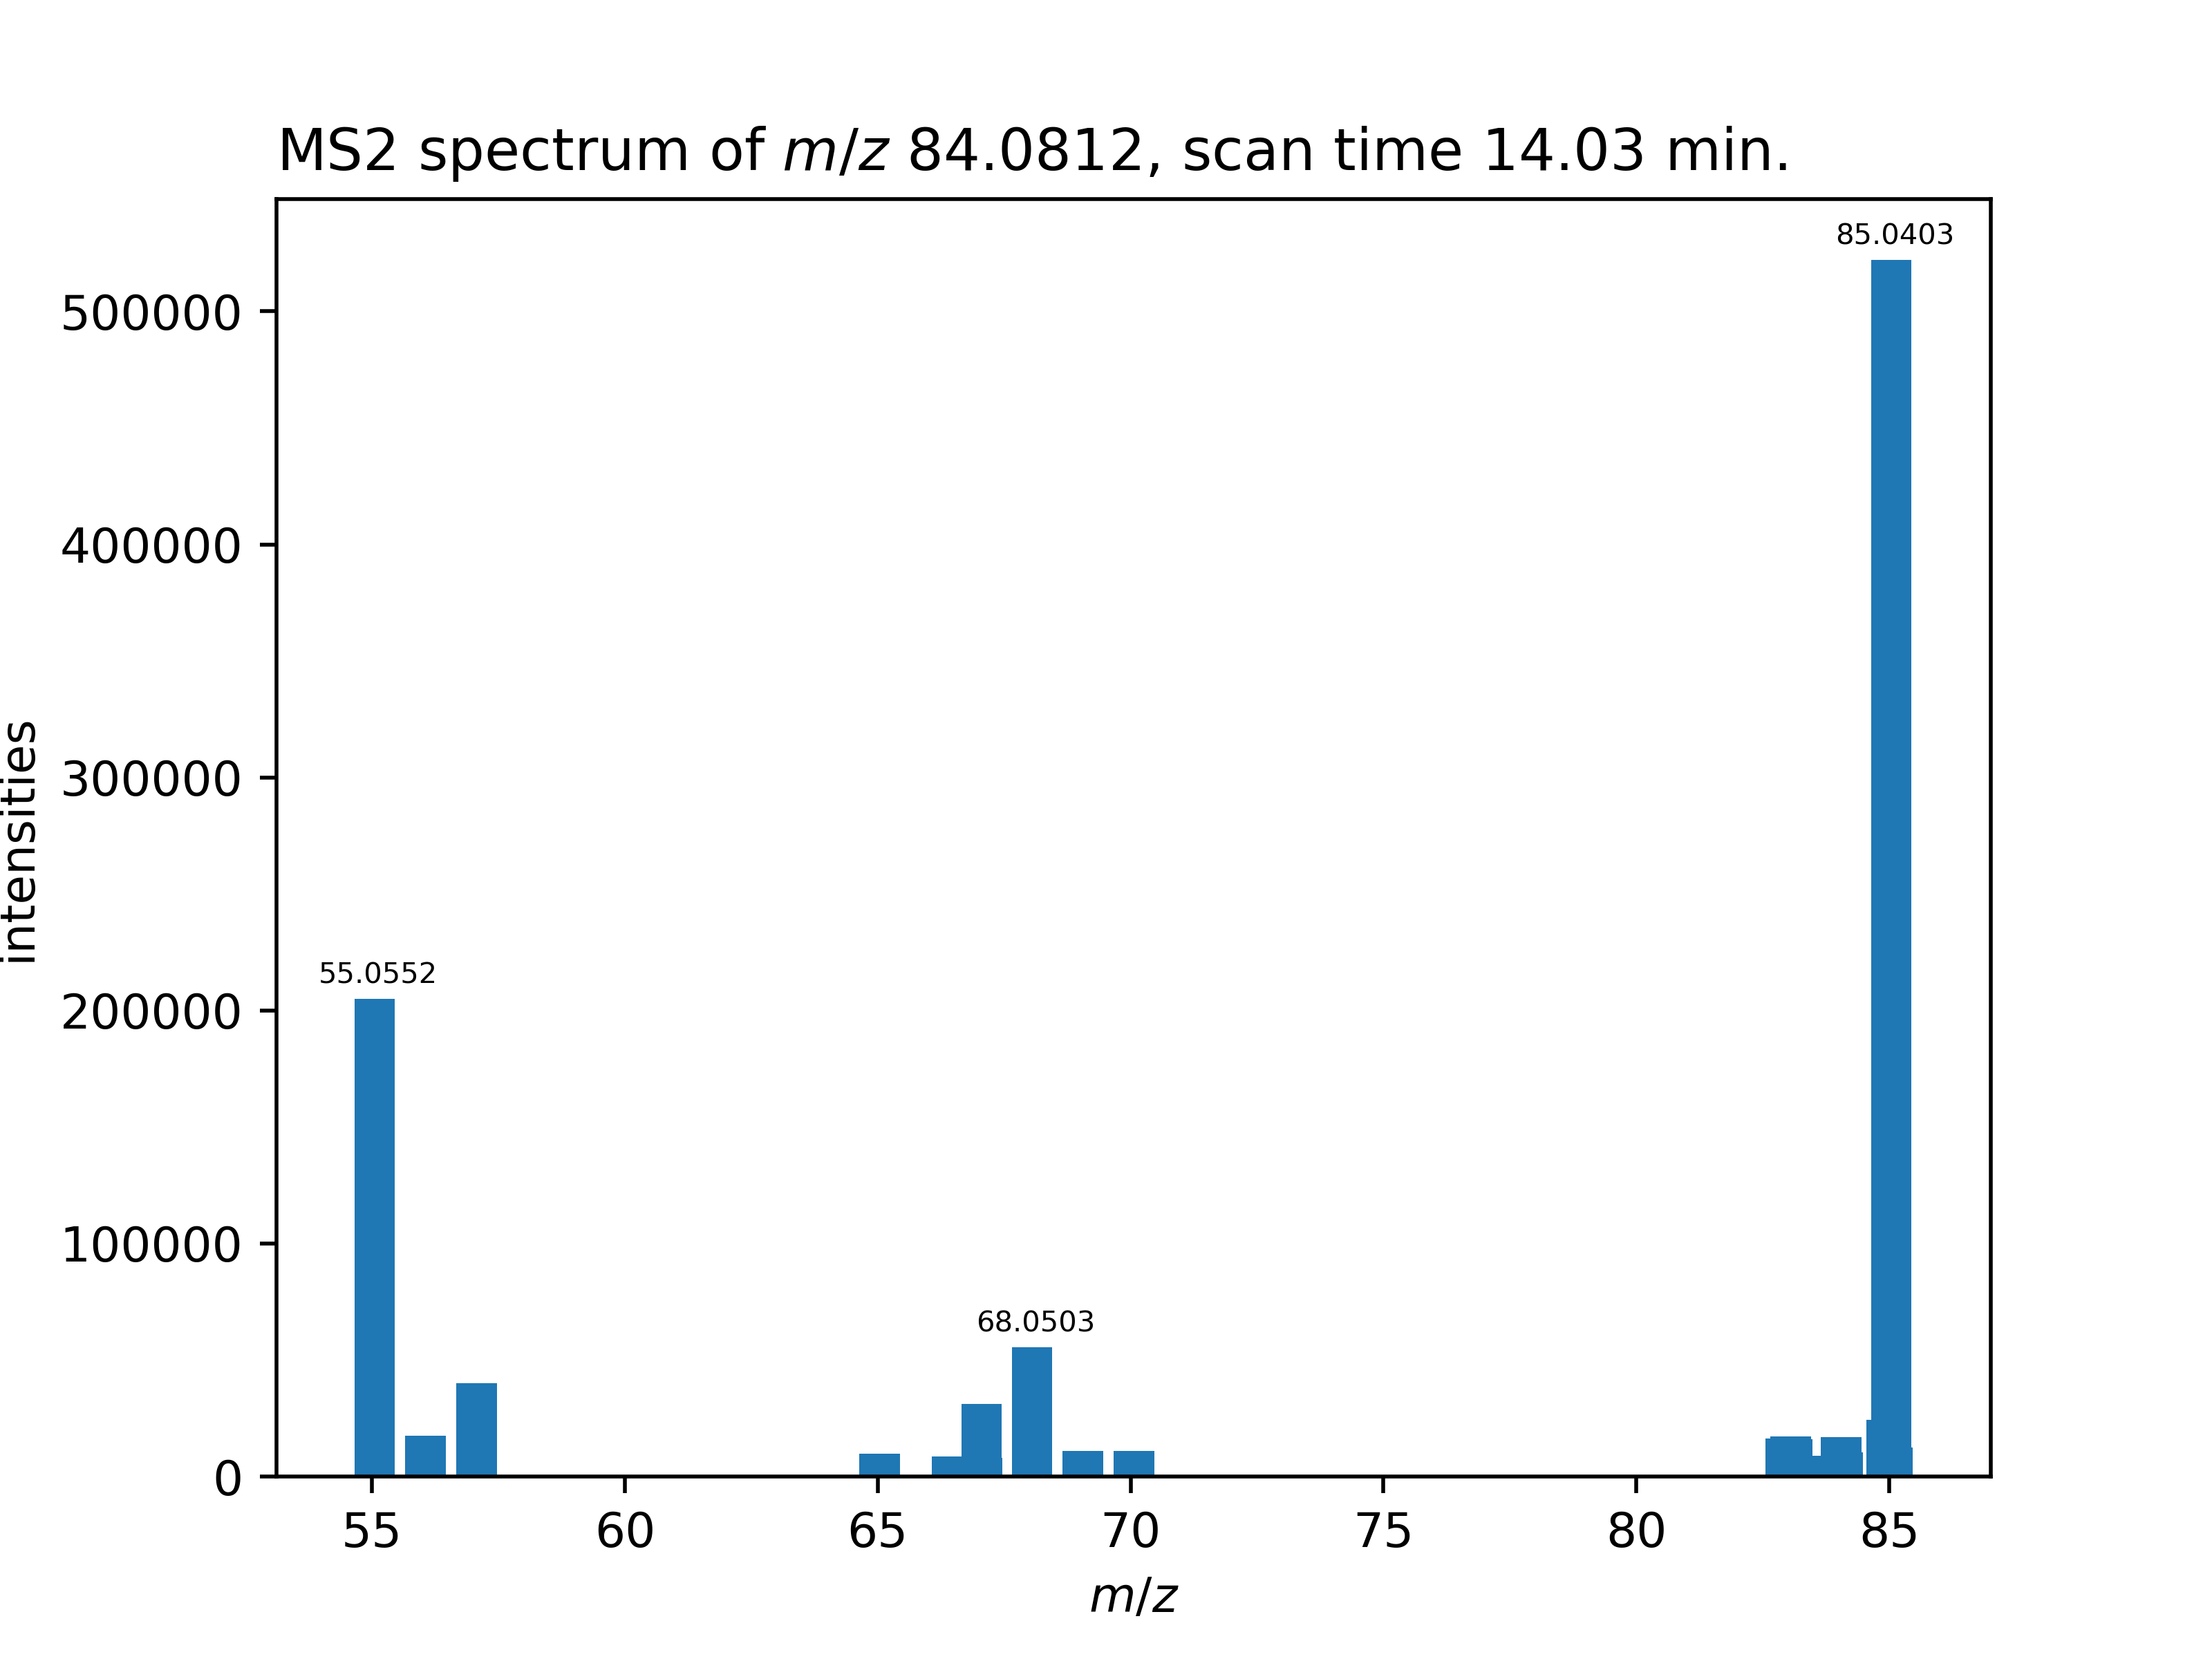 MS2 spectrum of m/z 84.0812, scan time 14.03 min.
85.0403
500000
400000
300000
intensities
55.0552
200000
68.0503
100000
0
55 60 65 70 75 80 85
m/z